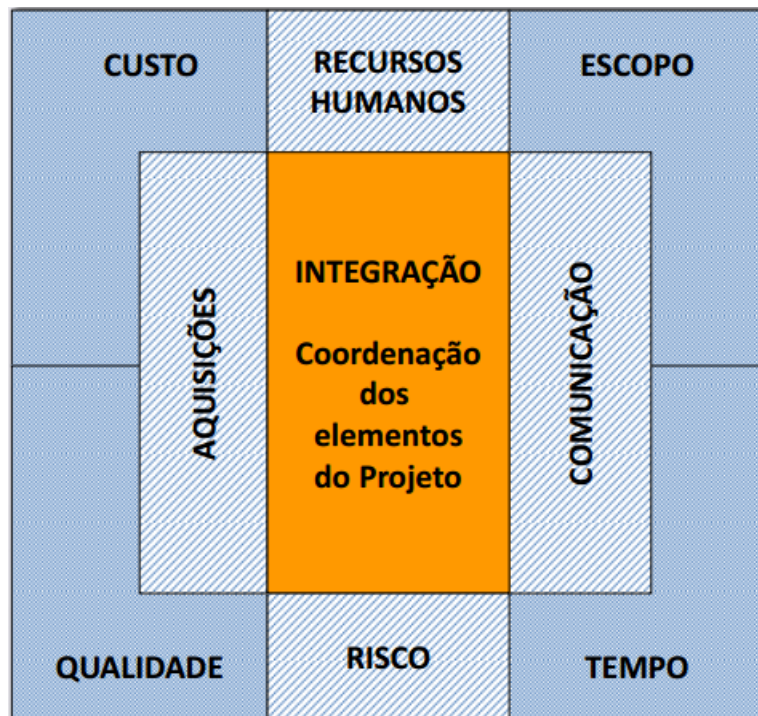 CUSTO
RECURSOS
HUMANOS
ESCOPO
AQUISIÇÕES
INTEGRAÇÃO
Coordenação
dos
elementos
do Projeto
COMUNICAÇÃO
QUALIDADE
RISCO
TEMPO